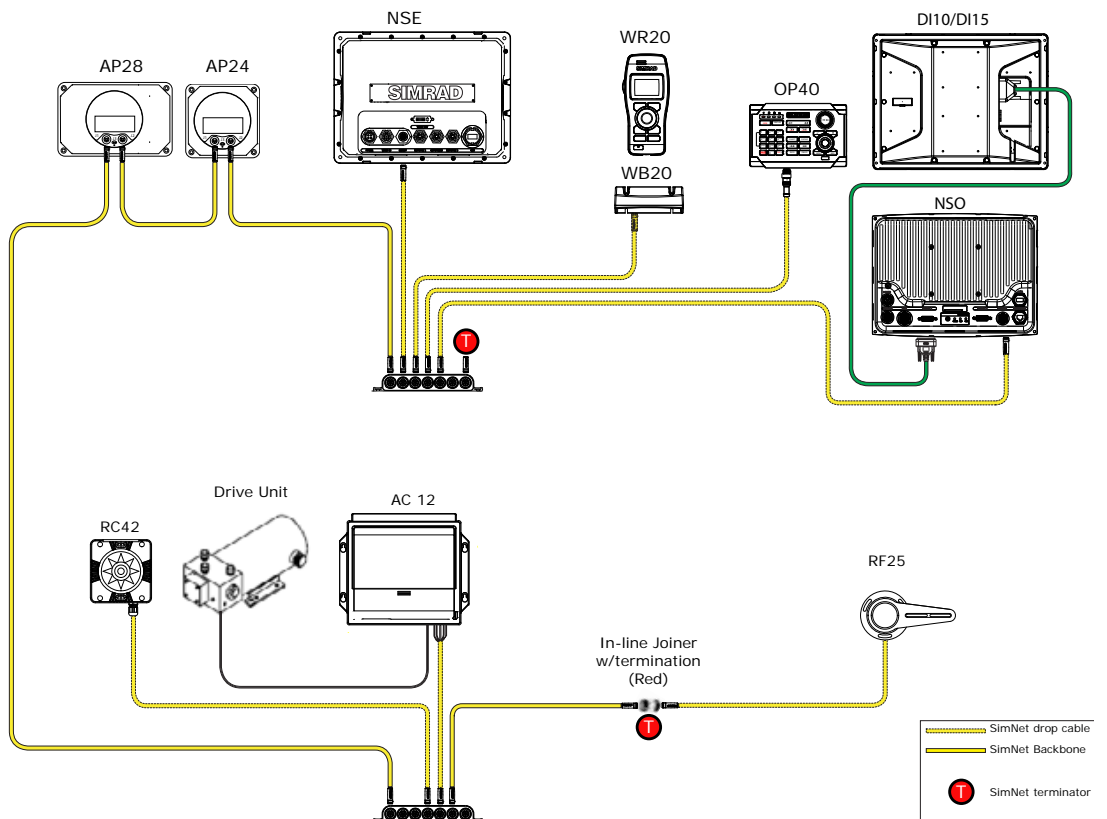 NSE
DI10/DI15
AP28
AP24
WR20
OP40
SIMRAD
WB20
NSO
T
Drive Unit
AC 12
RC42
RF25
In-line Joiner
w/termination
(Red)
T
SimNet drop cable
SimNet Backbone
T
SimNet terminator